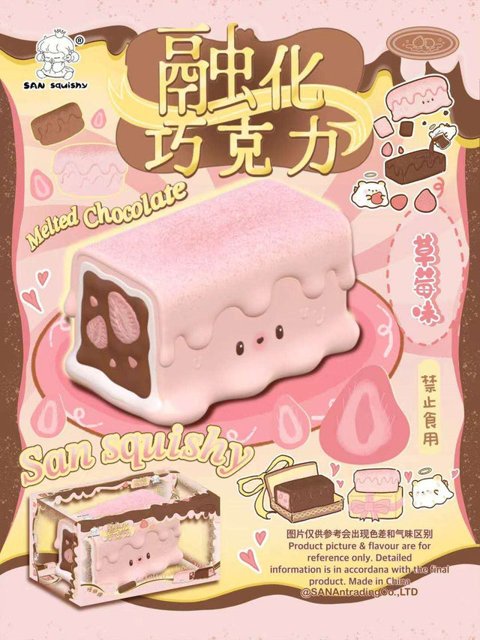 SAN squishy
®
融化
巧克力
Melted Chocolate
草莓味
禁止食用
San squishy
图片仅供参考会出现色差和气味区别
Product picture & flavour are for
reference only. Detailed
information is in accordana with the final
product. Made in China
@SANAntradingCo.,LTD